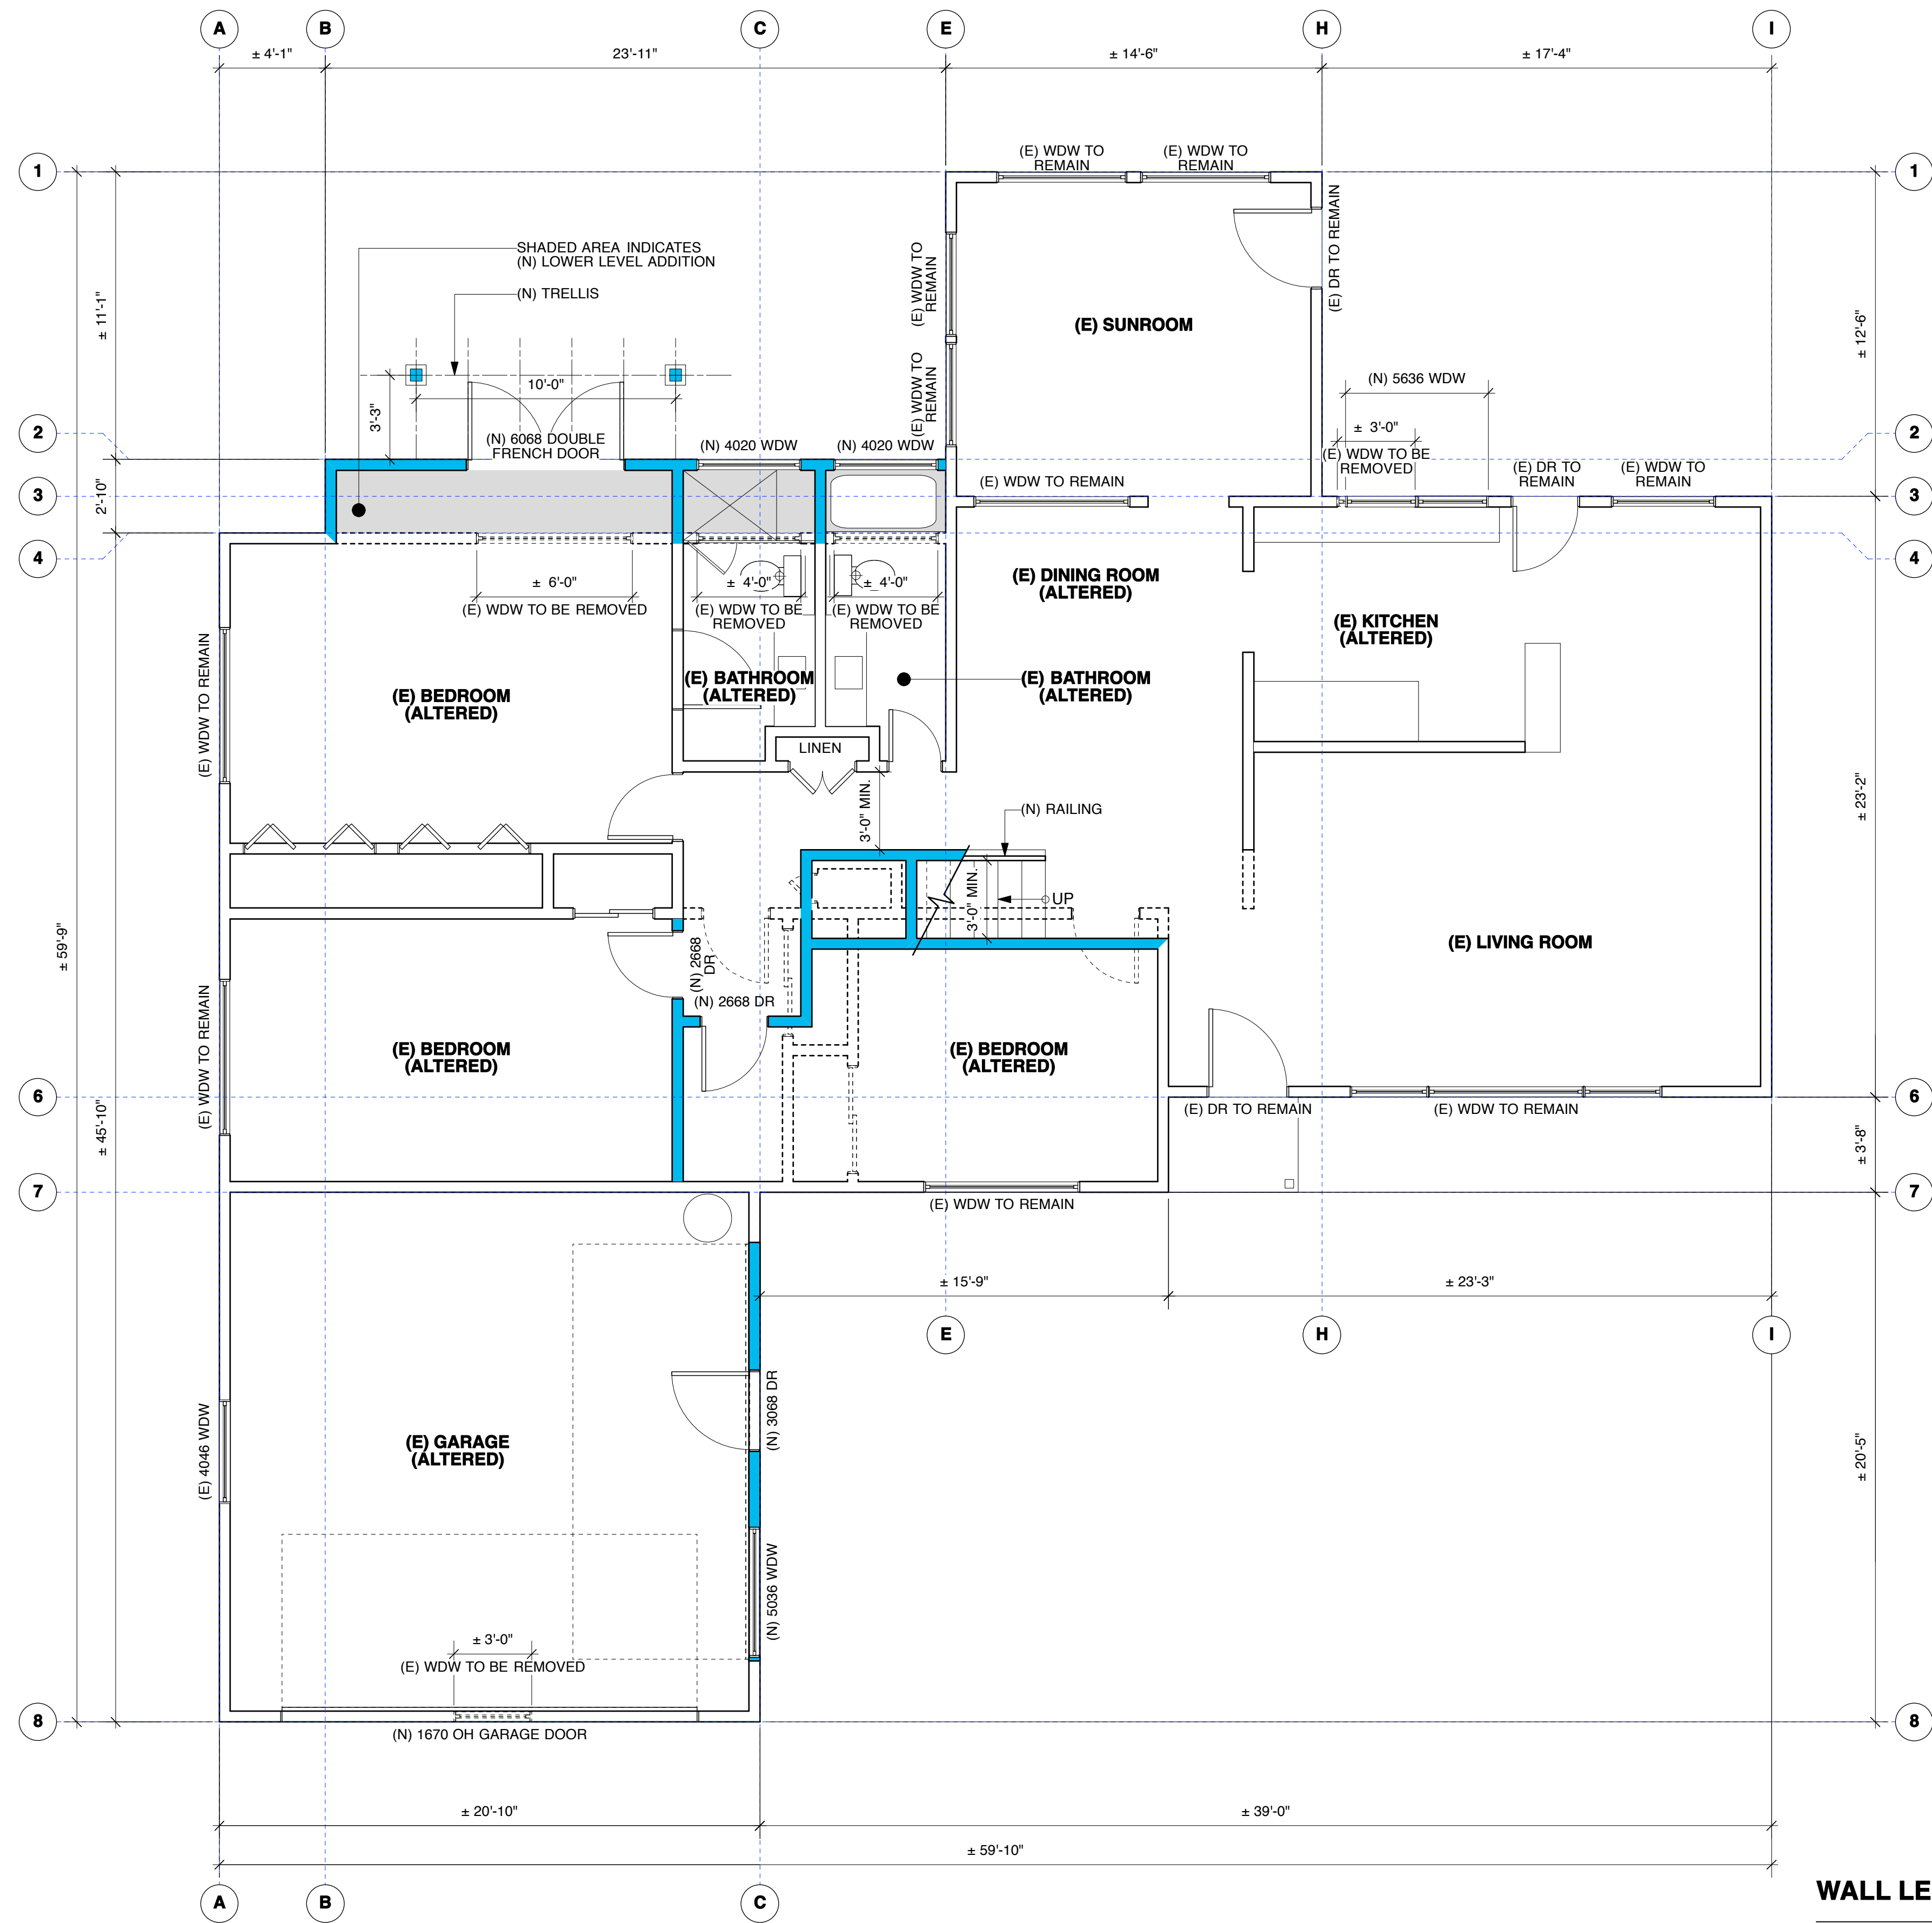 A
B
C
E
H
I
± 4'-1"
23'-11"
± 14'-6"
± 17'-4"
1
(E) WDW TO
REMAIN
(E) WDW TO
REMAIN
1
SHADED AREA INDICATES
(N) LOWER LEVEL ADDITION
(N) TRELLIS
(E) WDW TO
REMAIN
(E) DR TO REMAIN
± 11'-1"
(E) SUNROOM
± 12'-6"
10'-0"
3'-3"
(E) WDW TO
REMAIN
(N) 5636 WDW
± 3'-0"
(E) WDW TO BE
REMOVED
2
(N) 6068 DOUBLE
FRENCH DOOR
(N) 4020 WDW
(N) 4020 WDW
2
(E) WDW TO REMAIN
(E) DR TO
REMAIN
(E) WDW TO
REMAIN
2'-10"
3
3
4
4
± 6'-0"
(E) WDW TO BE REMOVED
± 4'-0"
(E) WDW TO BE
REMOVED
± 4'-0"
(E) WDW TO BE
REMOVED
(E) DINING ROOM
(ALTERED)
(E) KITCHEN
(ALTERED)
(E) WDW TO REMAIN
(E) BEDROOM
(ALTERED)
(E) BATHROOM
(ALTERED)
(E) BATHROOM
(ALTERED)
LINEN
3'-0" MIN.
(N) RAILING
± 23'-2"
UP
3'-0" MIN.
± 59'-9"
(N) 2668
DR
(N) 2668 DR
(E) LIVING ROOM
(E) WDW TO REMAIN
(E) BEDROOM
(ALTERED)
(E) BEDROOM
(ALTERED)
6
6
± 45'-10"
(E) DR TO REMAIN
(E) WDW TO REMAIN
± 3'-8"
7
7
(E) WDW TO REMAIN
± 15'-9"
± 23'-3"
E
H
I
(N) 3068 DR
(E) 4046 WDW
(E) GARAGE
(ALTERED)
± 20'-5"
(N) 5036 WDW
± 3'-0"
(E) WDW TO BE REMOVED
8
8
(N) 1670 OH GARAGE DOOR
± 20'-10"
± 39'-0"
± 59'-10"
A
B
C
WALL LE